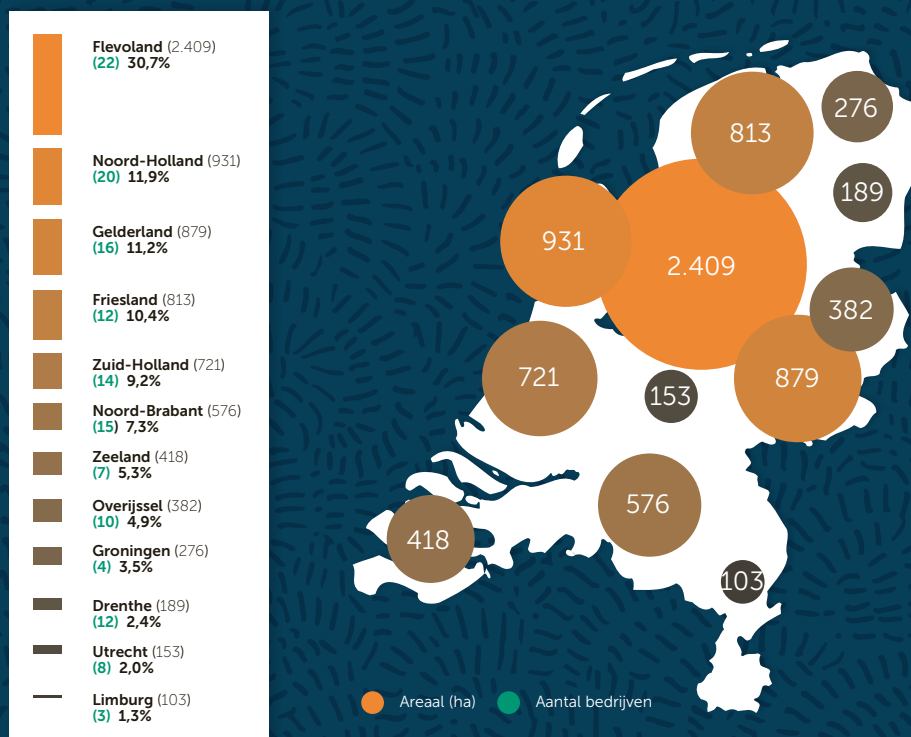 Flevoland (2.409)
(22) 30,7%
Noord-Holland (931)
(20) 11,9%
Gelderland (879)
(16) 11,2%
Friesland (813)
(12) 10,4%
Zuid-Holland (721)
(14) 9,2%
Noord-Brabant (576)
(15) 7,3%
Zeeland (418)
(7) 5,3%
Overijssel (382)
(10) 4,9%
Groningen (276)
(4) 3,5%
Drenthe (189)
(12) 2,4%
Utrecht (153)
(8) 2,0%
Limburg (103)
(3) 1,3%
276
813
189
931
2.409
382
721
879
153
576
418
103
Areaal (ha)
Aantal bedrijven